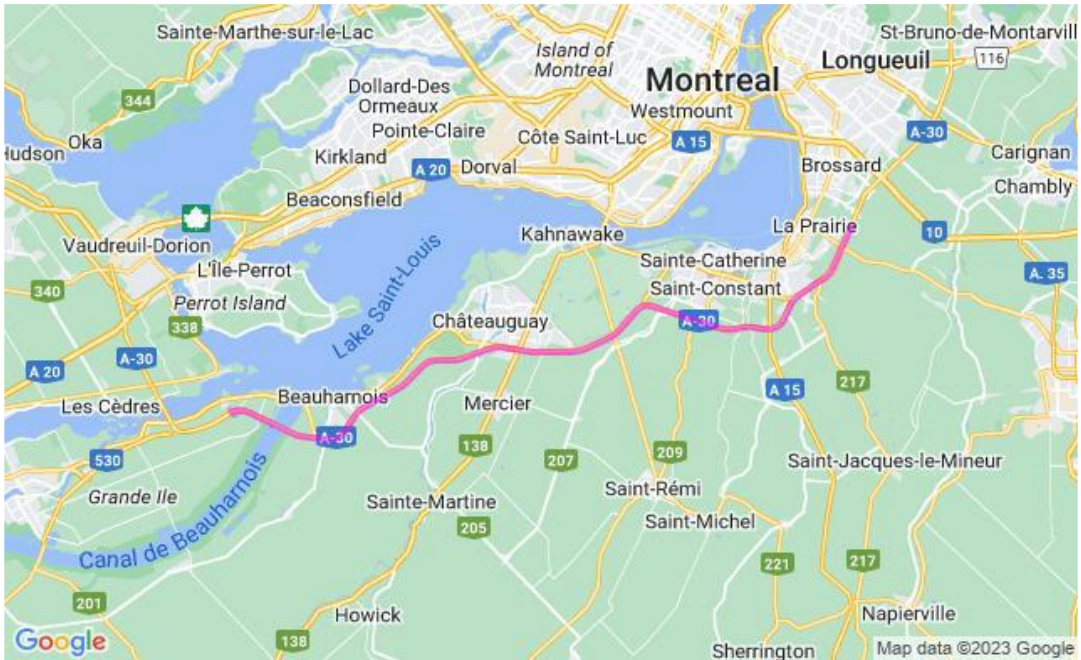 Sainte-Marthe-sur-le-Lac
St-Bruno-de-Montarvill
Island of
Montreal
Longueuil
116
Montreal
Dollard-Des
Ormeaux
344
Westmount
Pointe-Claire
Côte Saint-Luc
A 15
A-30
Oka
Hudson
Kirkland
A 20
Dorval
Brossard
Carignan
Chambly
Beaconsfield
Vaudreuil-Dorion
Kahnawake
La Prairie
10
L'Île-Perrot
Sainte-Catherine
A. 35
340
Perrot Island
Lake Saint-Louis
Saint-Constant
338
Châteauguay
A-30
A-30
A 20
217
A 15
Les Cèdres
Beauharnois
Mercier
A-30
138
530
207
209
Saint-Jacques-le-Mineur
Grande Ile
Canal de Beauharnois
Sainte-Martine
Saint-Rémi
Saint-Michel
205
221
217
201
Howick
Napierville
138
Sherrington
Google
Map data ©2023 Google